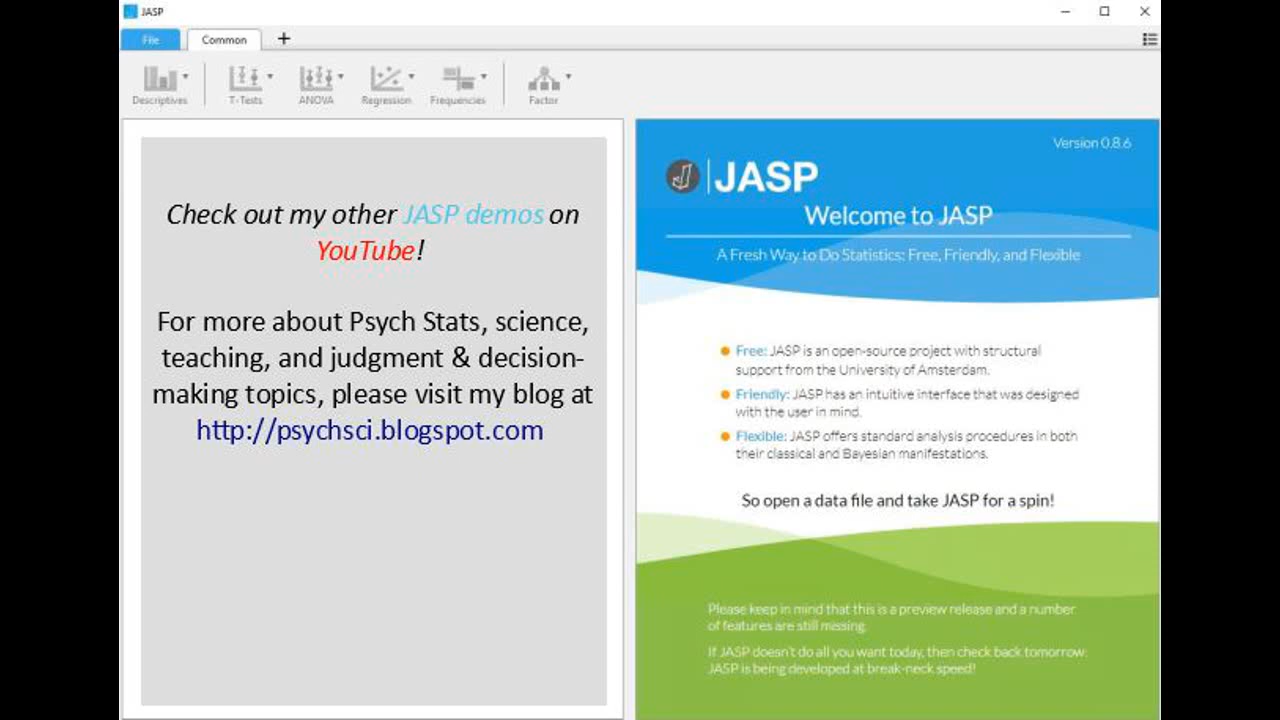 JASP
File
Common
+
Descriptives
T-Tests
ANOVA
Regression
Frequencies
Factor
Check out my other JASP demos on
YouTube!
For more about Psych Stats, science,
teaching, and judgment & decision-
making topics, please visit my blog at
http://psychsci.blogspot.com
Version 0.8.6
JASP
Welcome to JASP
A Fresh Way to Do Statistics: Free, Friendly, and Flexible
Free: JASP is an open-source project with structural
support from the University of Amsterdam.
Friendly: JASP has an intuitive interface that was designed
with the user in mind.
Flexible: JASP offers standard analysis procedures in both
their classical and Bayesian manifestations.
So open a data file and take JASP for a spin!
Please keep in mind that this is a preview release and a number
of features are still missing.
If JASP doesn't do all you want today, then check back tomorrow:
JASP is being developed at break-neck speed!